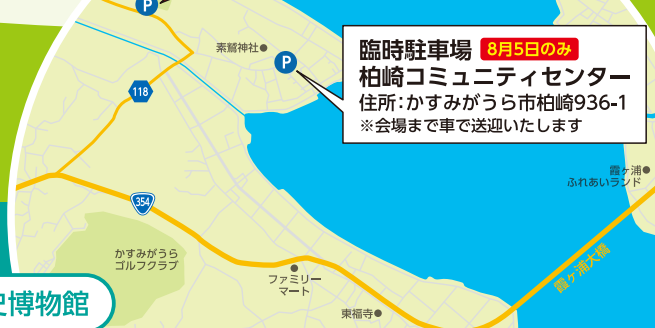 P
素鵞神社
P
臨時駐車場 8月5日のみ
柏崎コミュニティセンター
住所:かすみがうら市柏崎936-1
※会場まで車で送迎いたします
118
霞ヶ浦
ふれあいランド
354
かすみがうら
ゴルフクラブ
霞ヶ浦大橋
ファミリー
マート
博物館
東福寺